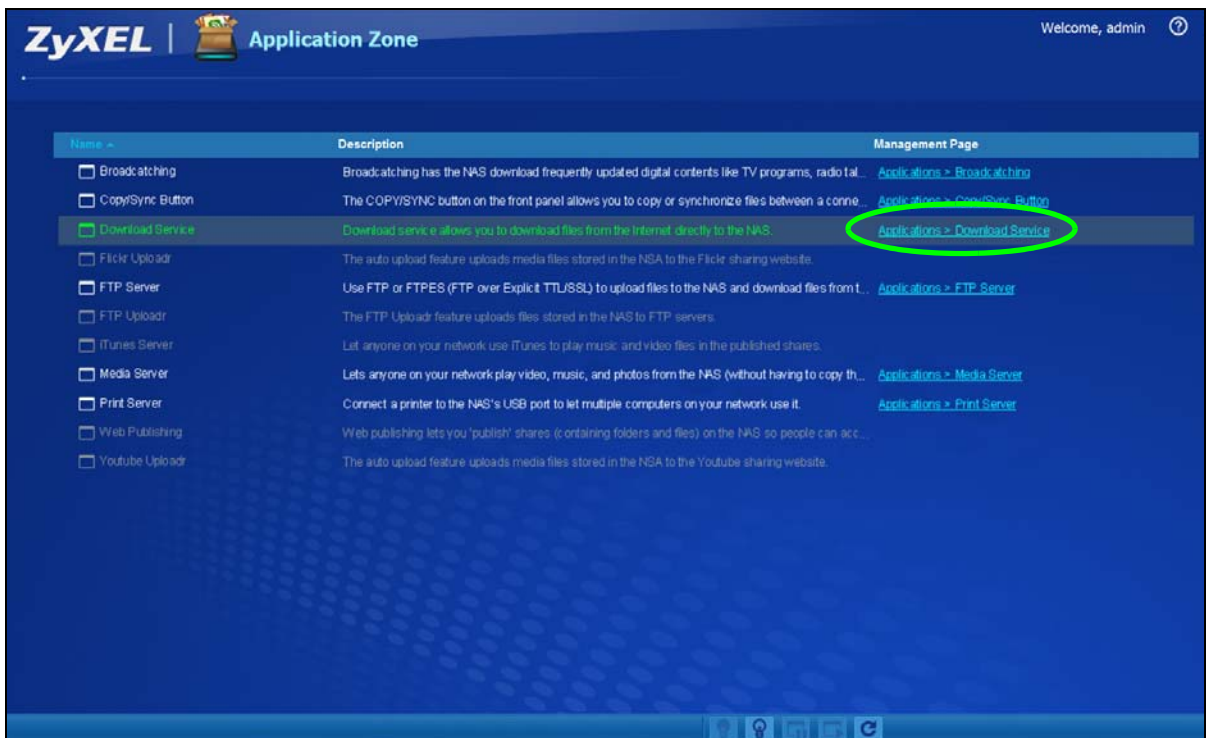 ZyXEL | Application Zone Welcome, admin ?
Name Description Management Page
Broadcatching Broadcatching has the NAS download frequently updated digital contents like TV programs, radio tal... Applications > Broadcatching
Copy/Sync Button The COPY/SYNC button on the front panel allows you to copy or synchronize files between a conne... Applications > Copy/Sync Button
Download Service Download service allows you to download files from the Internet directly to the NAS. Applications > Download Service
Flickr Uploadr The auto upload feature uploads media files stored in the NSA to the Flickr sharing website.
FTP Server Use FTP or FTPES (FTP over Explicit TTL/SSL) to upload files to the NAS and download files from t... Applications > FTP Server
FTP Uploadr The FTP Uploadr feature uploads files stored in the NAS to FTP servers.
iTunes Server Let anyone on your network use iTunes to play music and video files in the published shares.
Media Server Lets anyone on your network play video, music, and photos from the NAS (without having to copy th... Applications > Media Server
Print Server Connect a printer to the NAS's USB port to let multiple computers on your network use it. Applications > Print Server
Web Publishing Web publishing lets you 'publish' shares (containing folders and files) on the NAS so people can acc...
Youtube Uploadr The auto upload feature uploads media files stored in the NSA to the Youtube sharing website.